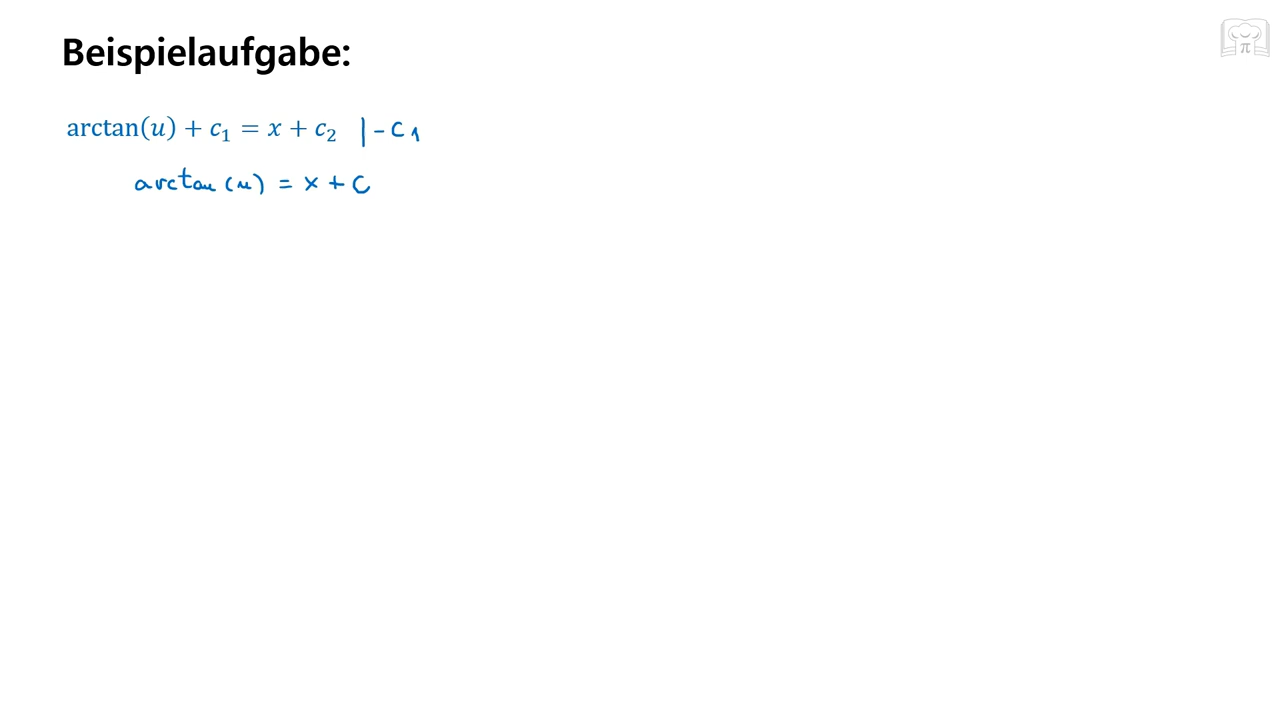 Beispielaufgabe:
arctan(u) + c₁ = x + c₂ | - c₁
arctan(u) = x + c
π